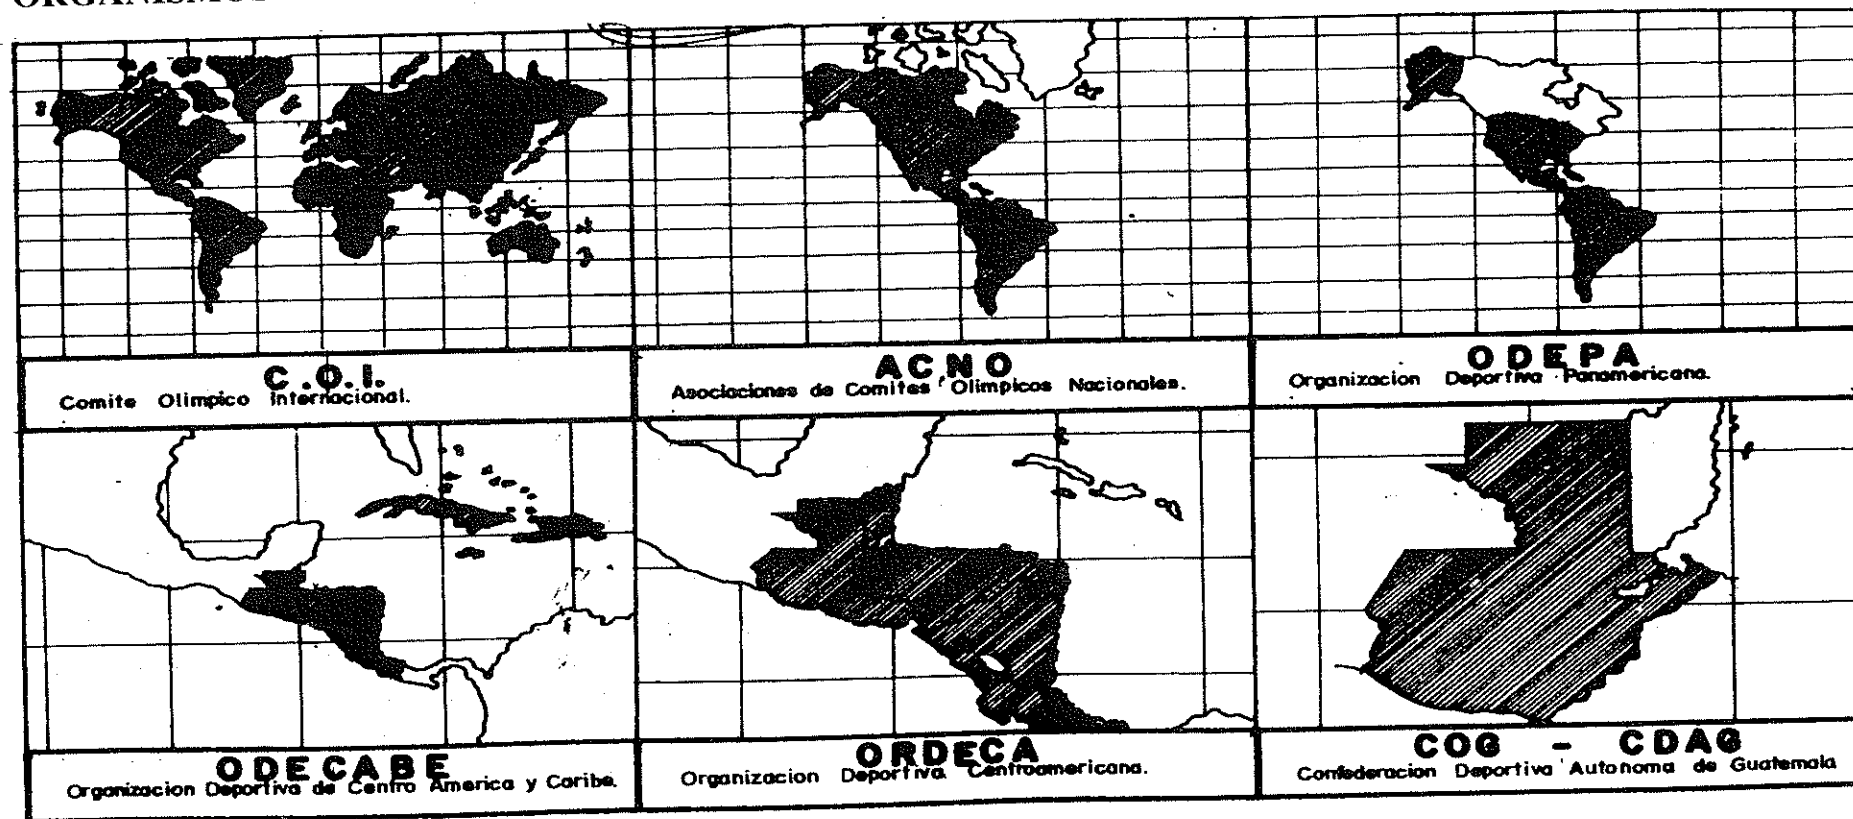 C.O.I.
Comite Olimpico Internacional.
ACNO
Asociaciones de Comites Olimpicos Nacionales.
ODEPA
Organizacion Deportiva Panamericana.
ODECABE
Organizacion Deportiva de Centro America y Caribe.
ORDECA
Organizacion Deportiva Centroamericana.
COG - CDAG
Confederacion Deportiva Autonoma de Guatemala